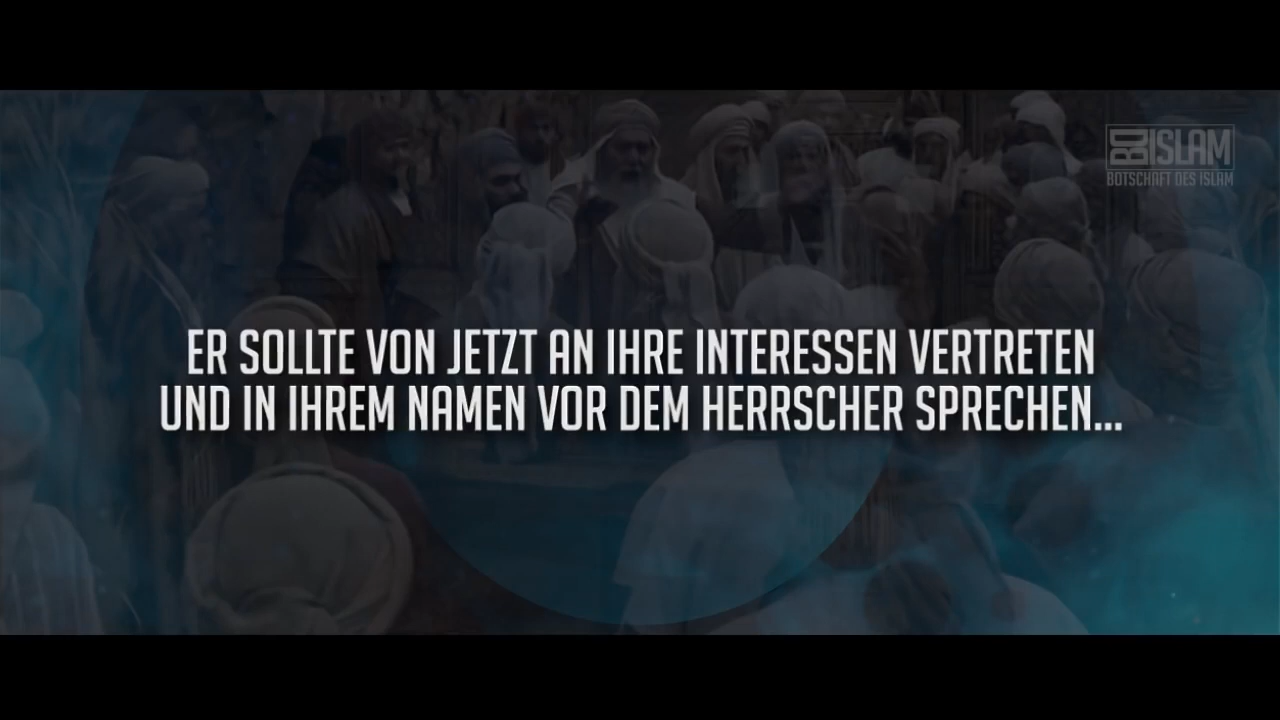 BDISLAM
BOTSCHAFT DES ISLAM
ER SOLLTE VON JETZT AN IHRE INTERESSEN VERTRETEN
UND IN IHREM NAMEN VOR DEM HERRSCHER SPRECHEN...